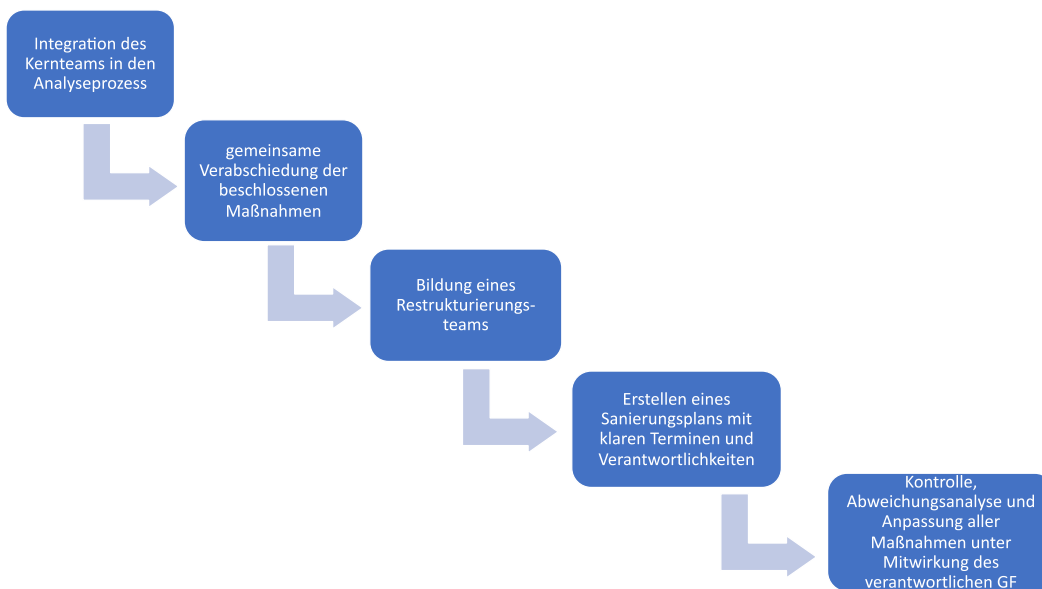 Integration des
Kernteams in den
Analyseprozess
gemeinsame
Verabschiedung der
beschlossenen
Maßnahmen
Bildung eines
Restrukturierungs-
teams
Erstellen eines
Sanierungsplans mit
klaren Terminen und
Verantwortlichkeiten
Kontrolle,
Abweichungsanalyse und
Anpassung aller
Maßnahmen unter
Mitwirkung des
verantwortlichen GF